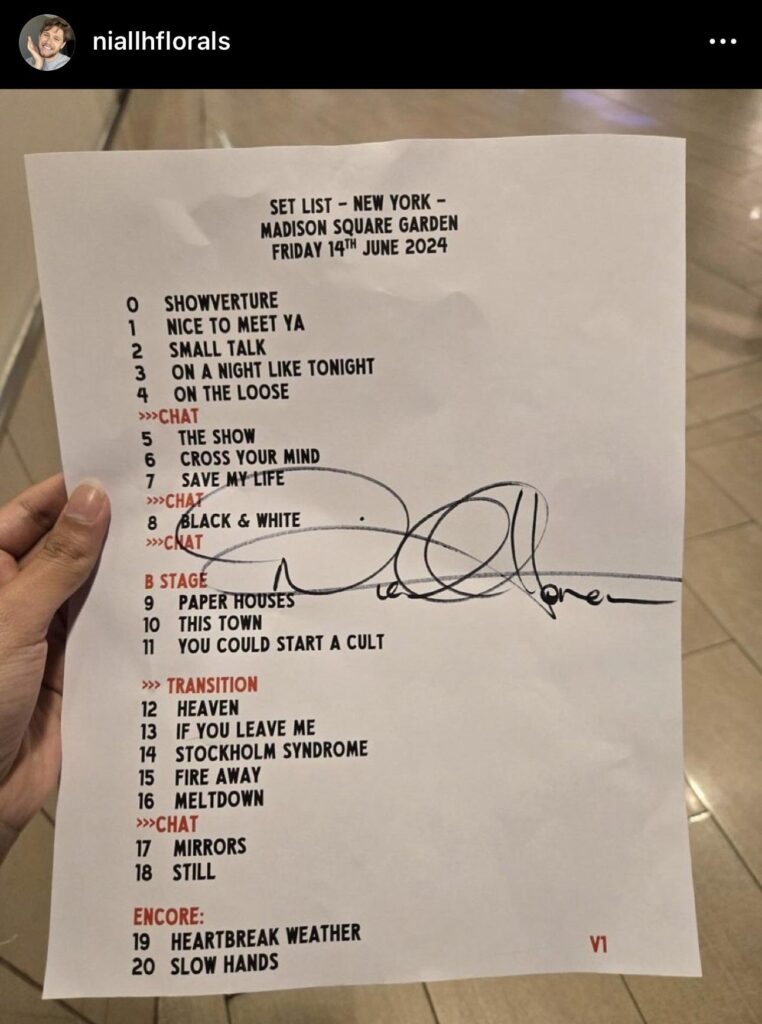 niallhflorals
SET LIST - NEW YORK -
MADISON SQUARE GARDEN
FRIDAY 14TH JUNE 2024
0 SHOWVERTURE
1 NICE TO MEET YA
2 SMALL TALK
3 ON A NIGHT LIKE TONIGHT
4 ON THE LOOSE
>>>CHAT
5 THE SHOW
6 CROSS YOUR MIND
7 SAVE MY LIFE
>>>CHAT
8 BLACK & WHITE
>>>CHAT
B STAGE
9 PAPER HOUSES
10 THIS TOWN
11 YOU COULD START A CULT
>>> TRANSITION
12 HEAVEN
13 IF YOU LEAVE ME
14 STOCKHOLM SYNDROME
15 FIRE AWAY
16 MELTDOWN
>>>CHAT
17 MIRRORS
18 STILL
ENCORE:
19 HEARTBREAK WEATHER
20 SLOW HANDS
V1